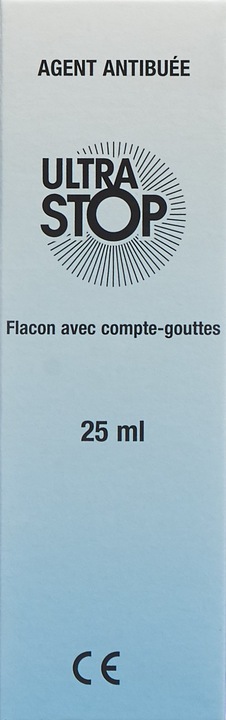 AGENT ANTIBUÉE
ULTRA
STOP
Flacon avec compte-gouttes
25 ml
CE